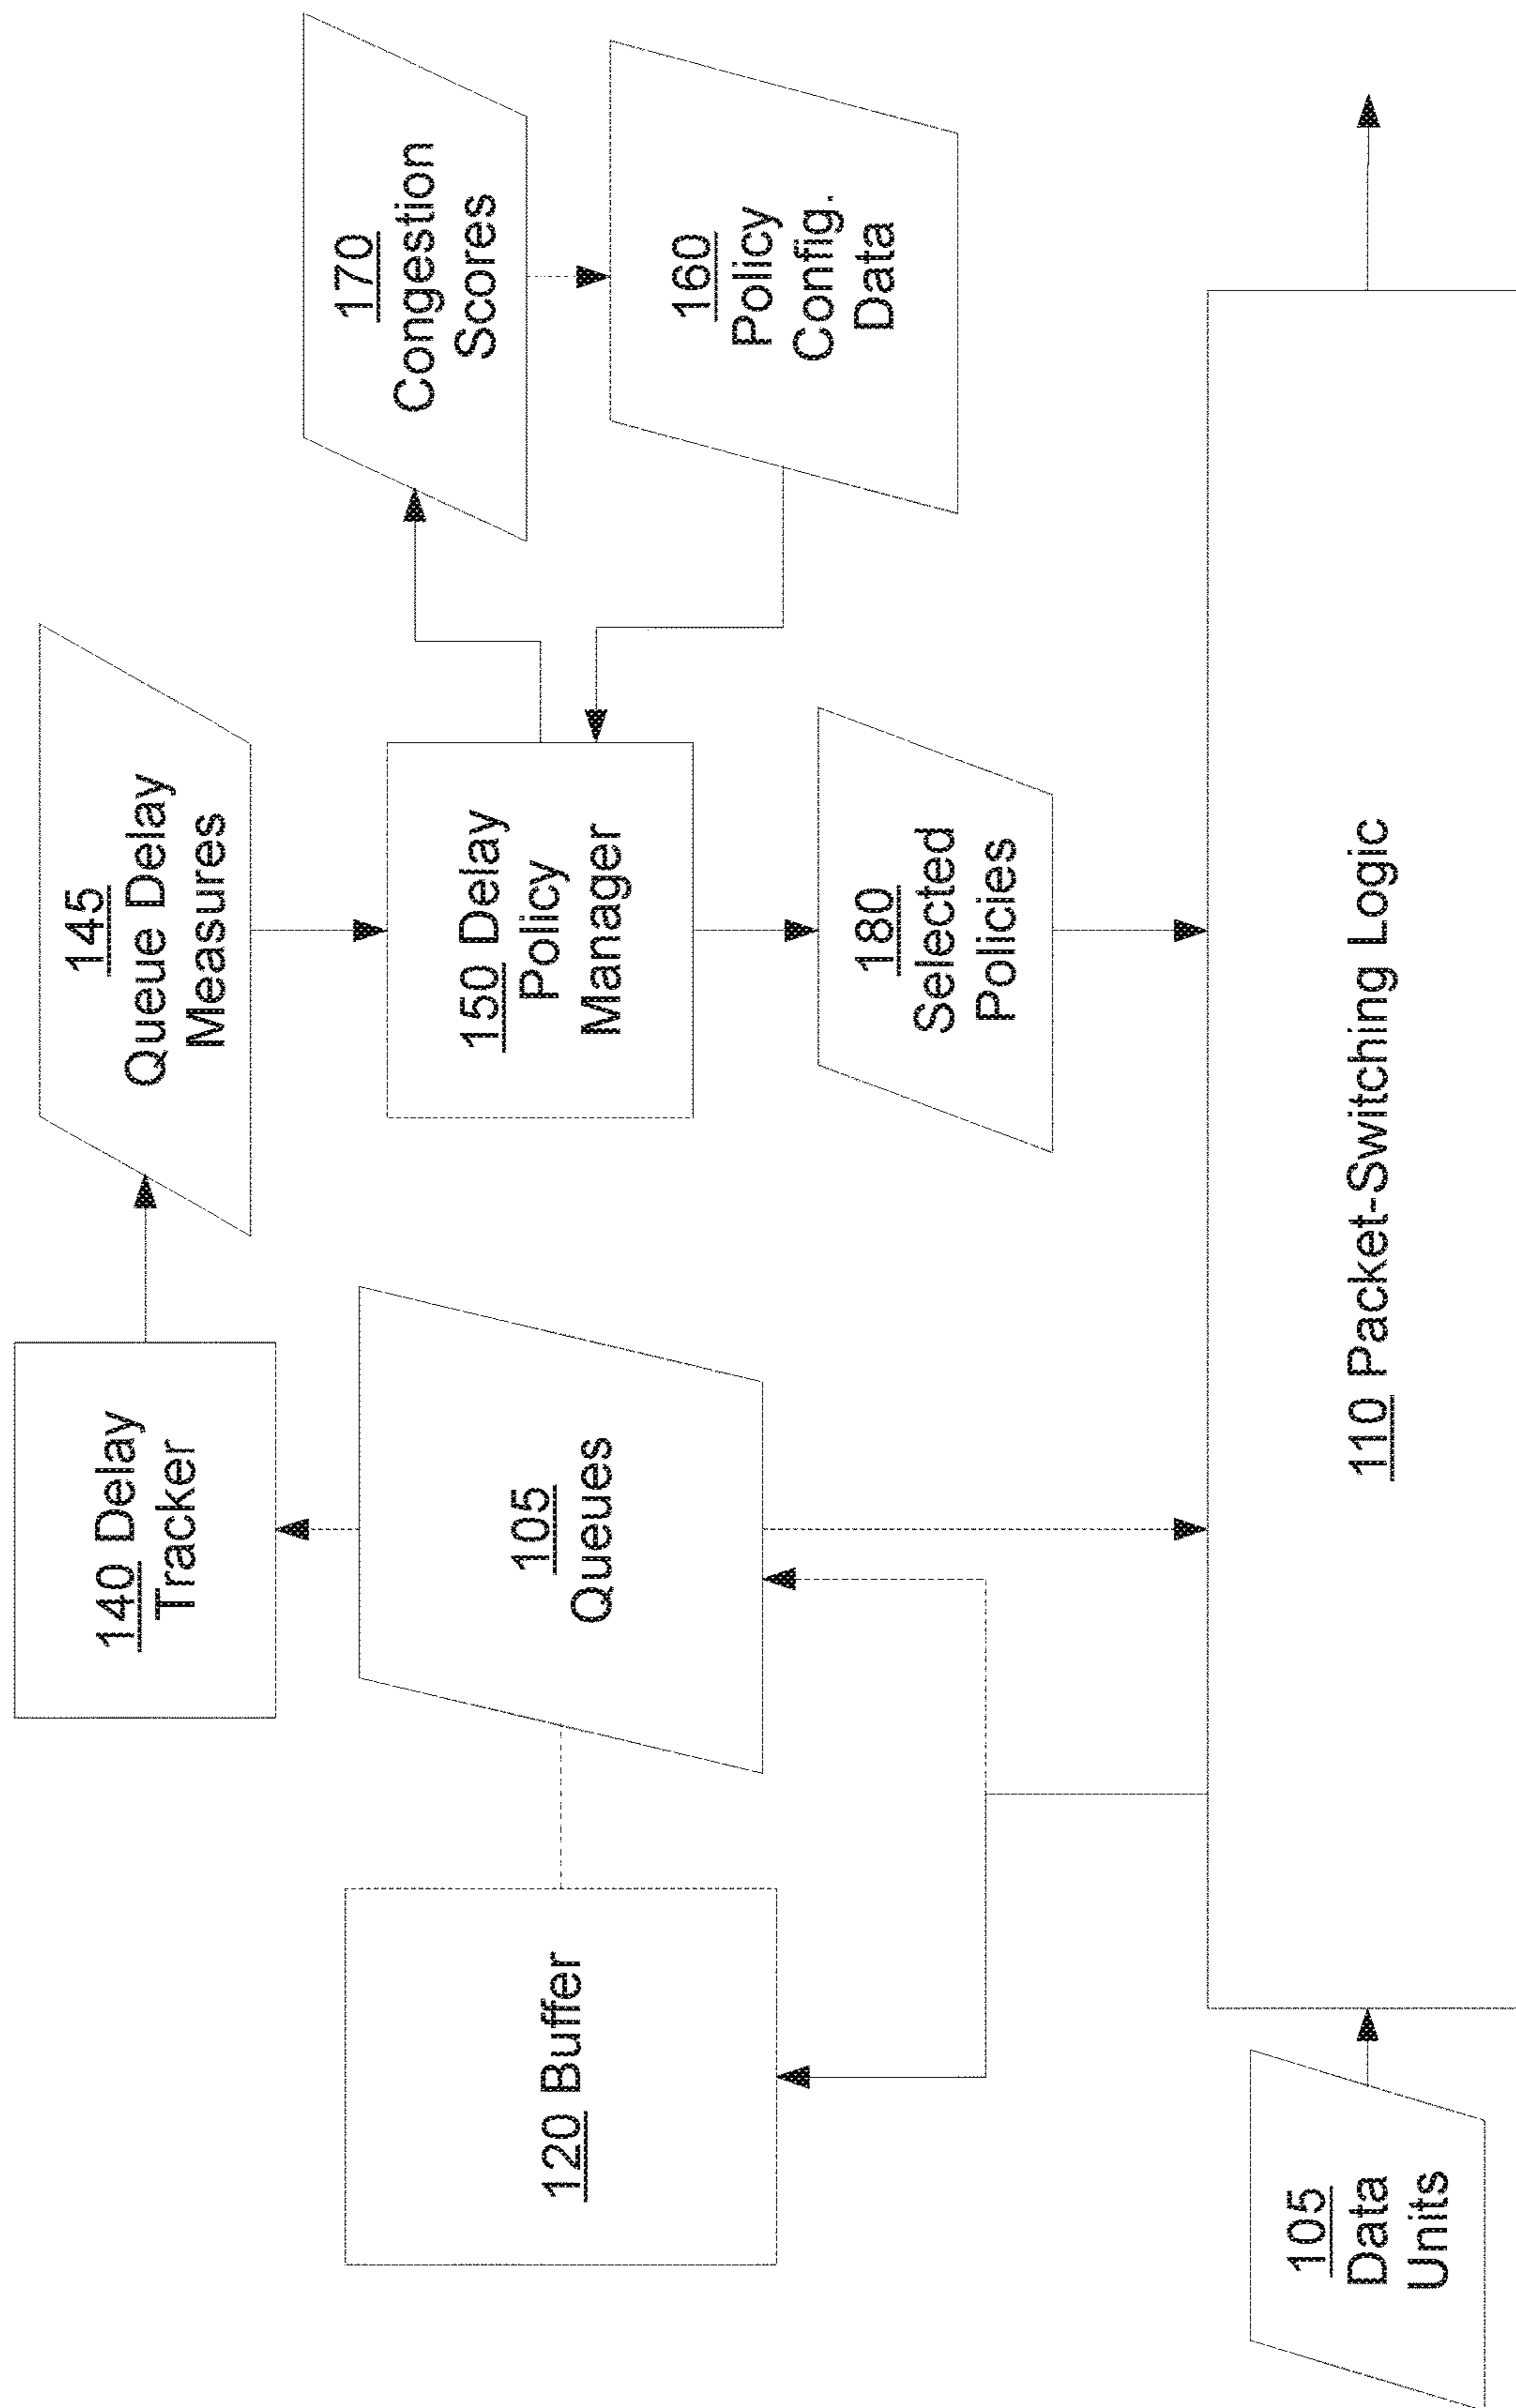 140 Delay
Tracker
145
Queue Delay
Measures
120 Buffer
105
Queues
150 Delay
Policy
Manager
170
Congestion
Scores
160
Policy
Config.
Data
180
Selected
Policies
105
Data
Units
110 Packet-Switching Logic